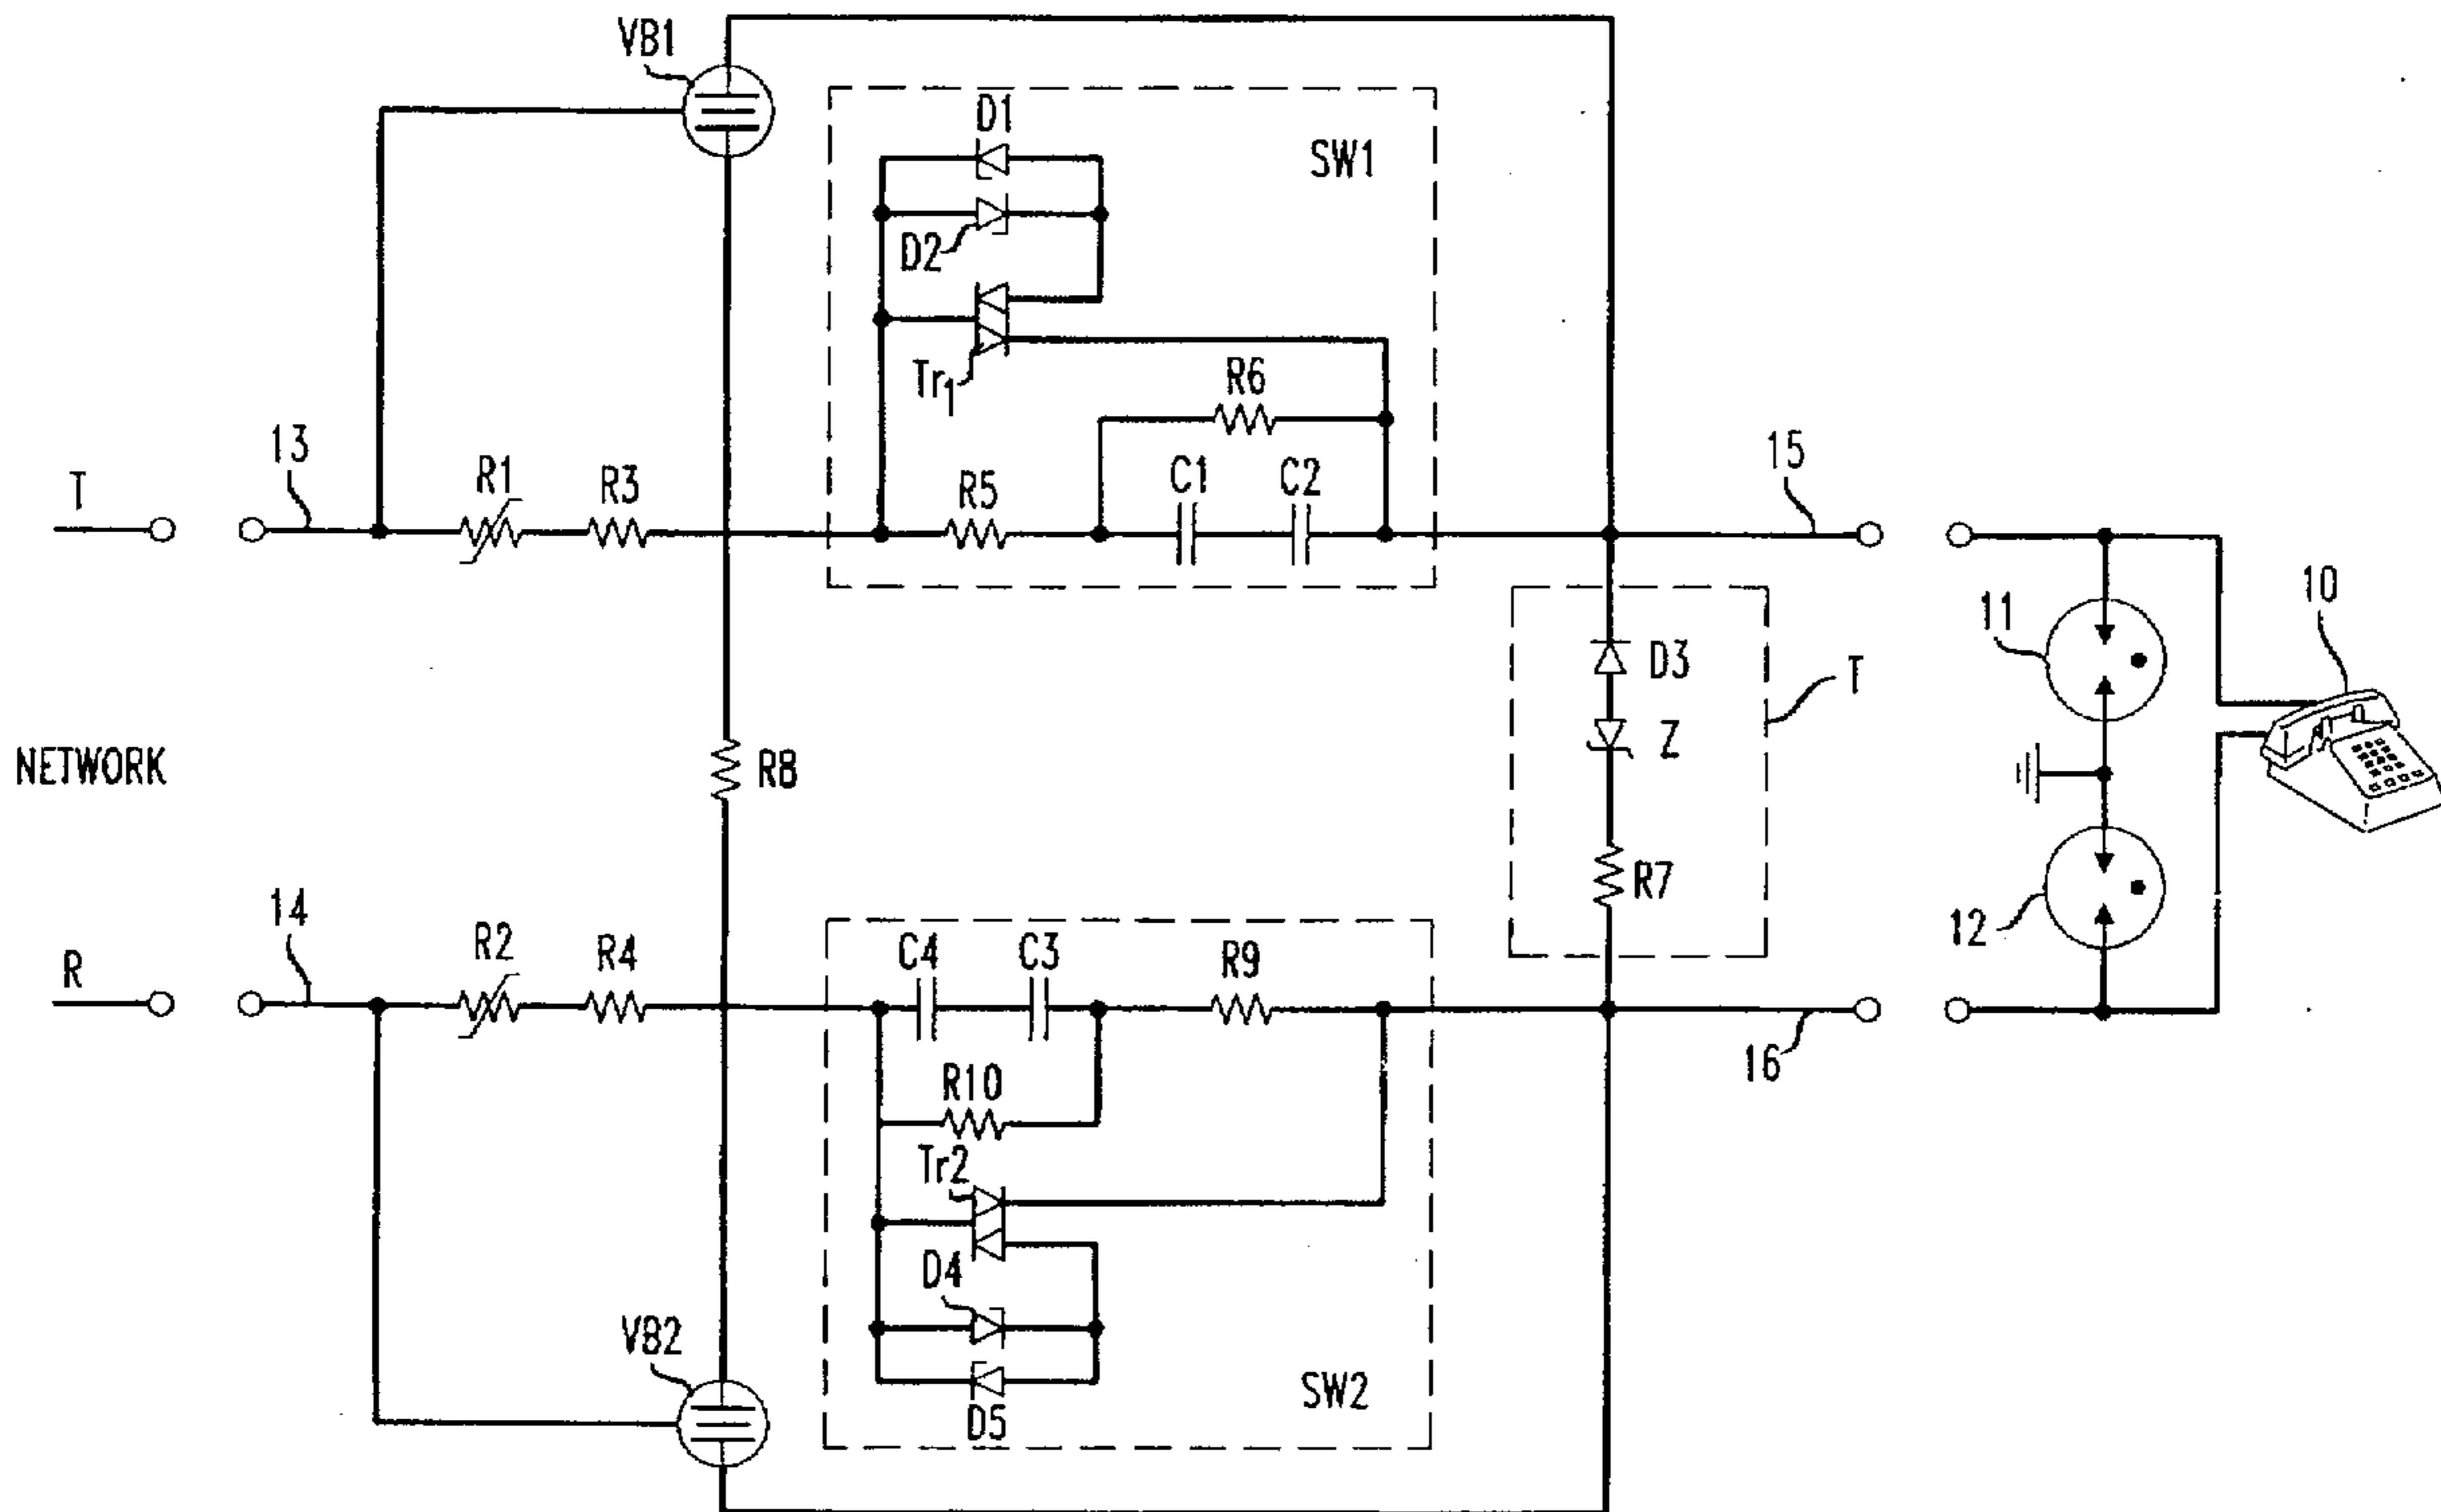 VB1
D1
SW1
D2
Tr1
R6
T
13
R1
R3
R5
C1
C2
15
11
10
D3
T
Z
NETWORK
R8
R7
12
R
14
R2
R4
C4
C3
R9
16
R10
Tr2
D4
VB2
D5
SW2